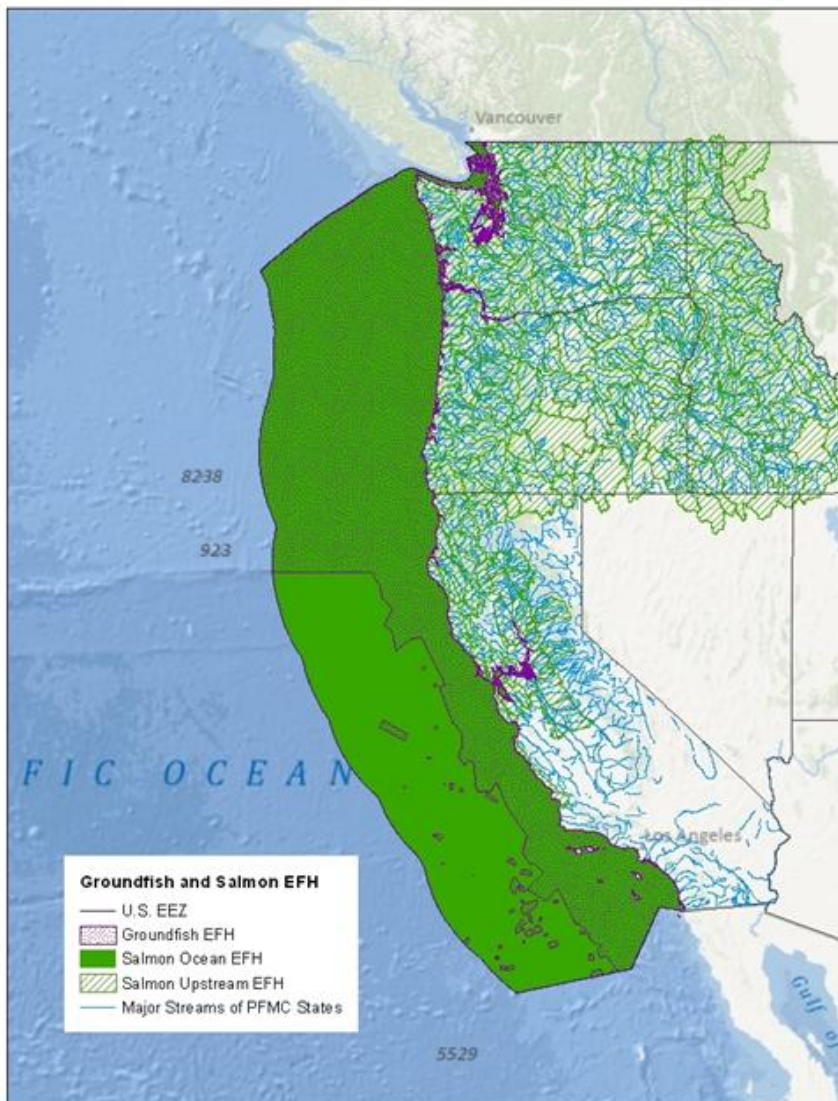 Vancouver
8238
923
FIC OCEAN
Los Angeles
Groundfish and Salmon EFH
U.S. EEZ
Groundfish EFH
Salmon Ocean EFH
Salmon Upstream EFH
Major Streams of PFMC States
Gulf of
5529